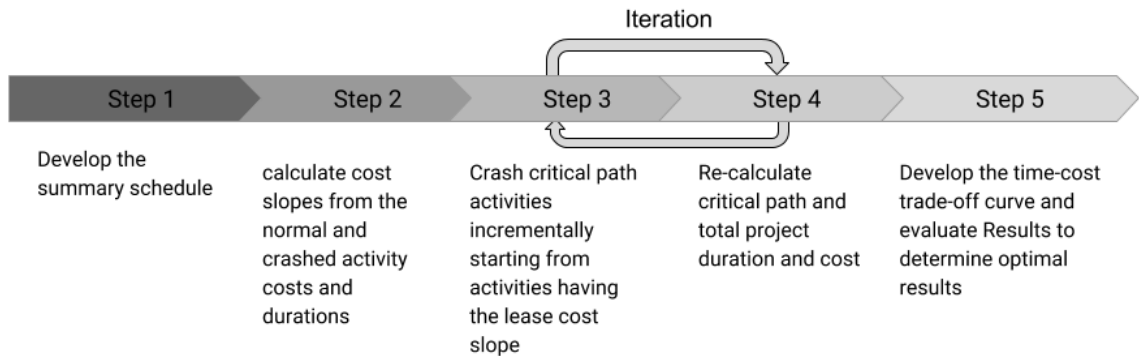 Iteration
Step 1
Step 2
Step 3
Step 4
Step 5
Develop the
summary schedule
calculate cost
slopes from the
normal and
crashed activity
costs and
durations
Crash critical path
activities
incrementally
starting from
activities having
the lease cost
slope
Re-calculate
critical path and
total project
duration and cost
Develop the time-cost
trade-off curve and
evaluate Results to
determine optimal
results